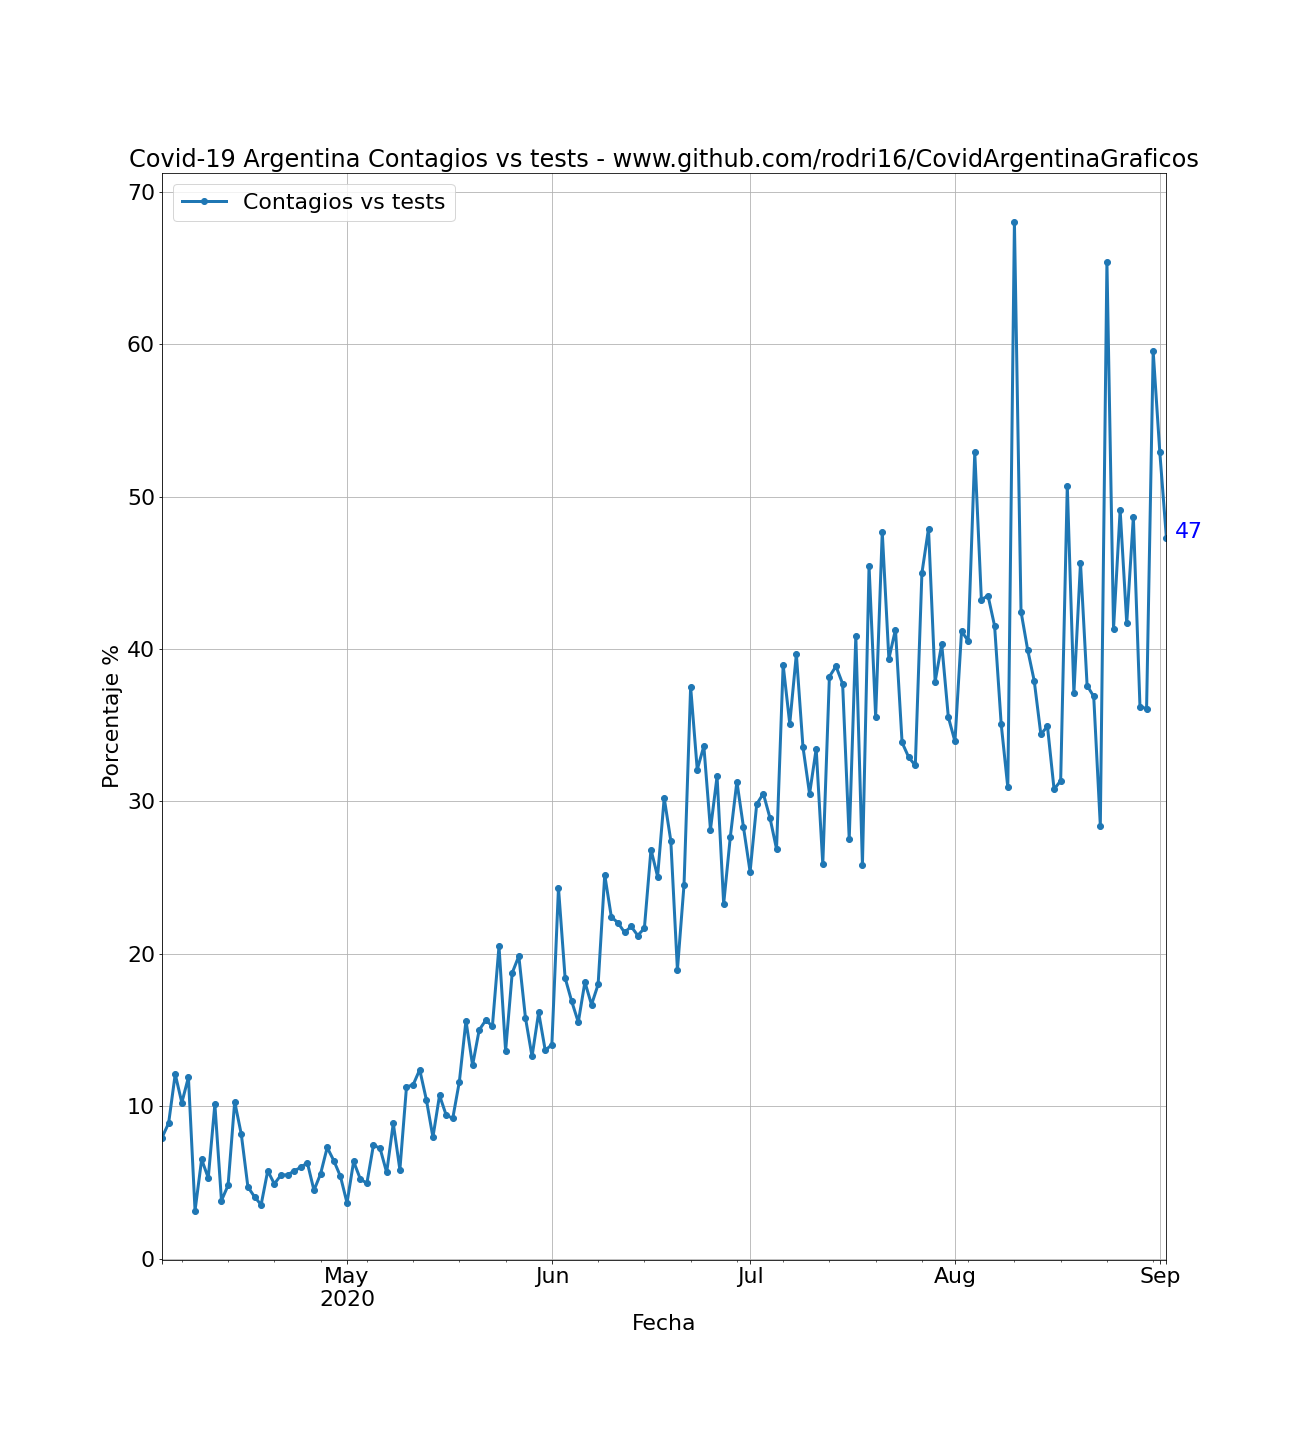 Covid-19 Argentina Contagios vs tests - www.github.com/rodri16/CovidArgentinaGraficos
Contagios vs tests
70
60
50
47
40
30
20
10
0
Porcentaje %
May Jun Jul Aug Sep
2020
Fecha